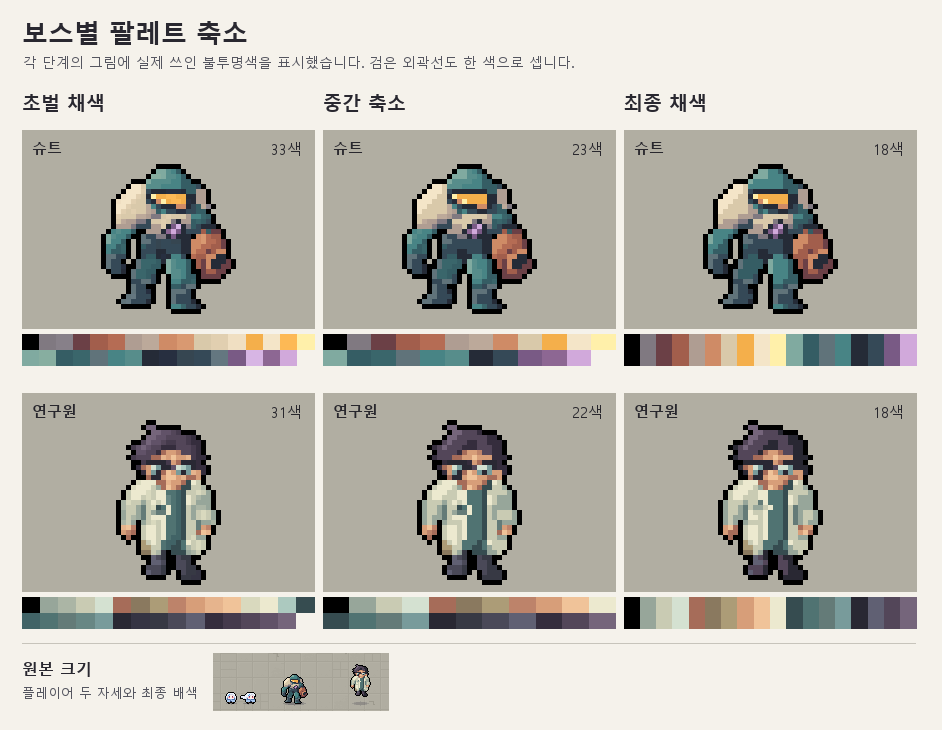 보스별 팔레트 축소
각 단계의 그림에 실제 쓰인 불투명색을 표시했습니다. 검은 외곽선도 한 색으로 셉니다.
초벌 채색
중간 축소
최종 채색
슈트 33색
슈트 23색
슈트 18색
연구원 31색
연구원 22색
연구원 18색
원본 크기
플레이어 두 자세와 최종 배색